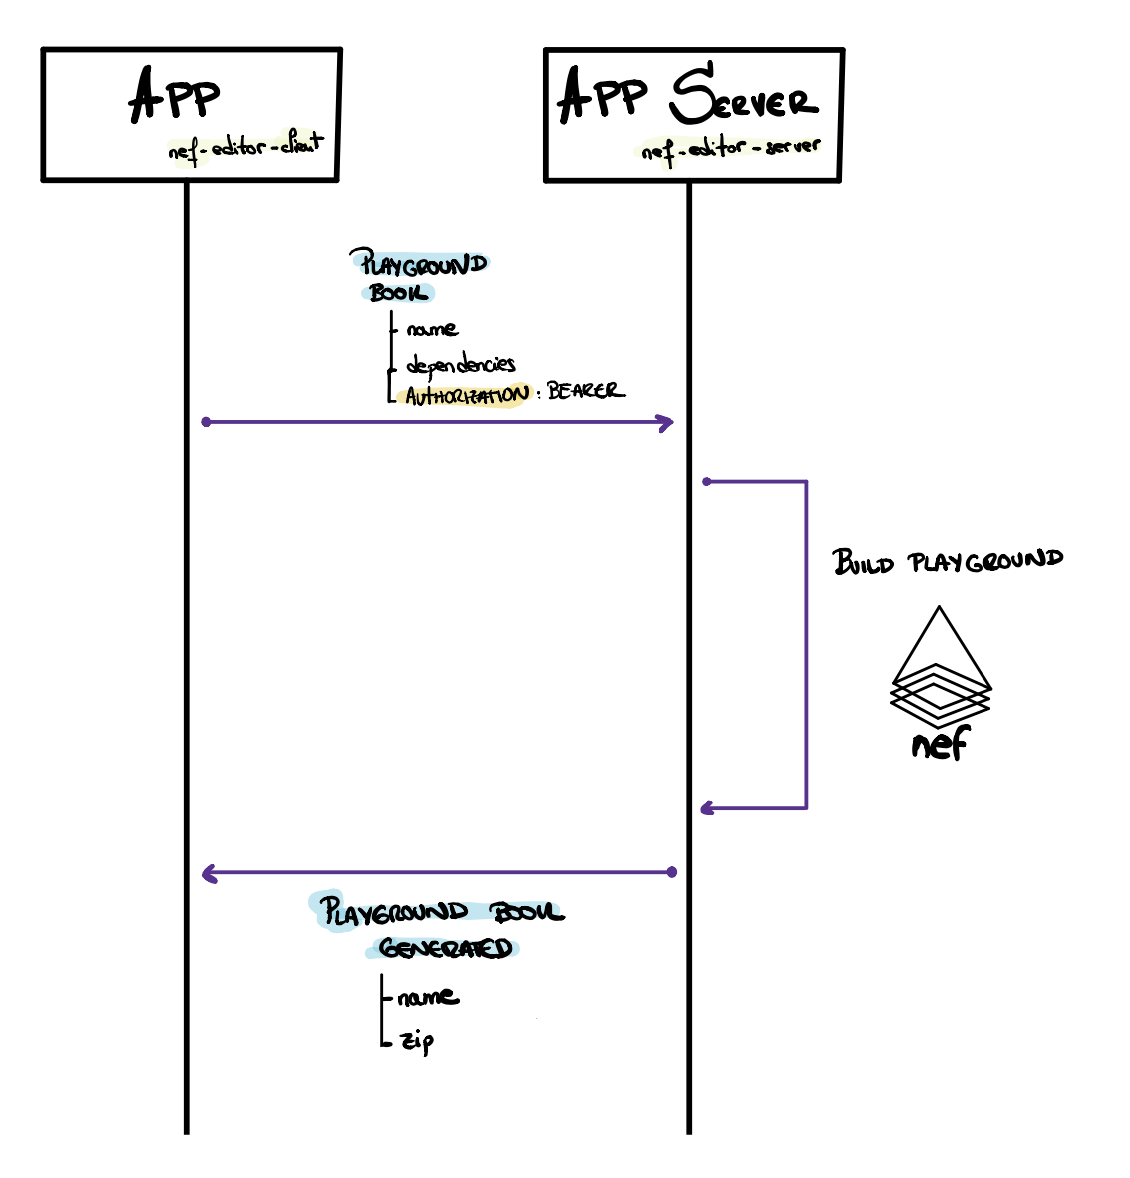 APP
nef-editor-client
APP SERVER
nef-editor-server
PLAYGROUND
BOOK
name
dependencies
AUTHORIZATION: BEARER
BUILD PLAYGROUND
nef
PLAYGROUND BOOK
GENERATED
name
zip